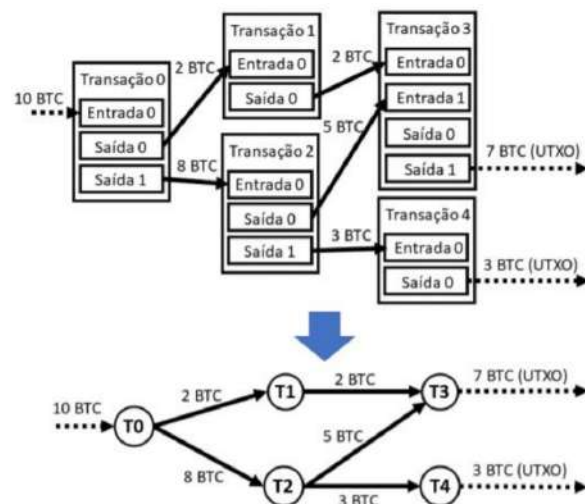 Transação 1
Entrada 0
Saída 0
Transação 3
Entrada 0
Entrada 1
Saída 0
Saída 1
2 BTC
2 BTC
Transação 0
Entrada 0
Saída 0
Saída 1
10 BTC
5 BTC
8 BTC
Transação 2
Entrada 0
Saída 0
Saída 1
7 BTC (UTXO)
3 BTC
Transação 4
Entrada 0
Saída 0
3 BTC (UTXO)
10 BTC
T0
2 BTC
T1
2 BTC
T3
7 BTC (UTXO)
5 BTC
8 BTC
T2
3 BTC
T4
3 BTC (UTXO)